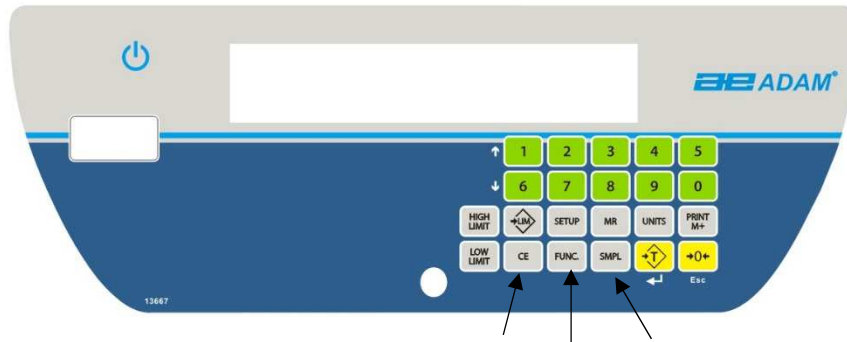 ADAM®
↑ 1 2 3 4 5
↓ 6 7 8 9 0
HIGH LIMIT →LIM SETUP MR UNITS PRINT M+
LOW LIMIT CE FUNC. SMPL →T← →0←
Esc
13667